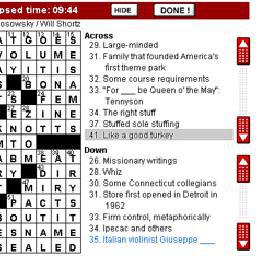 psed time: 09:44 HIDE DONE !
osowsky / Will Shortz
Across
29. Large-minded
31. Family that founded America's
first theme park
32. Some course requirements
33. "For ___ be Queen o' the May":
Tennyson
34. The right stuff
37. Stuffed sole stuffing
41. Like a good turkey
Down
26. Missionary writings
28. Whiz
30. Some Connecticut collegians
31. Store first opened in Detroit in
1962
33. Firm control, metaphorically
34. Ipecac and others
35. Italian violinist Giuseppe ___
A T G O E S
V O L U M E
A Y I T I S
B O N A
T S F E M
E Z I N E
K N O T T S
M T O
A B M E A T
R Y D I R
M I R Y
P A C T S
B O U T I T
E S N A M E
S E A L E D